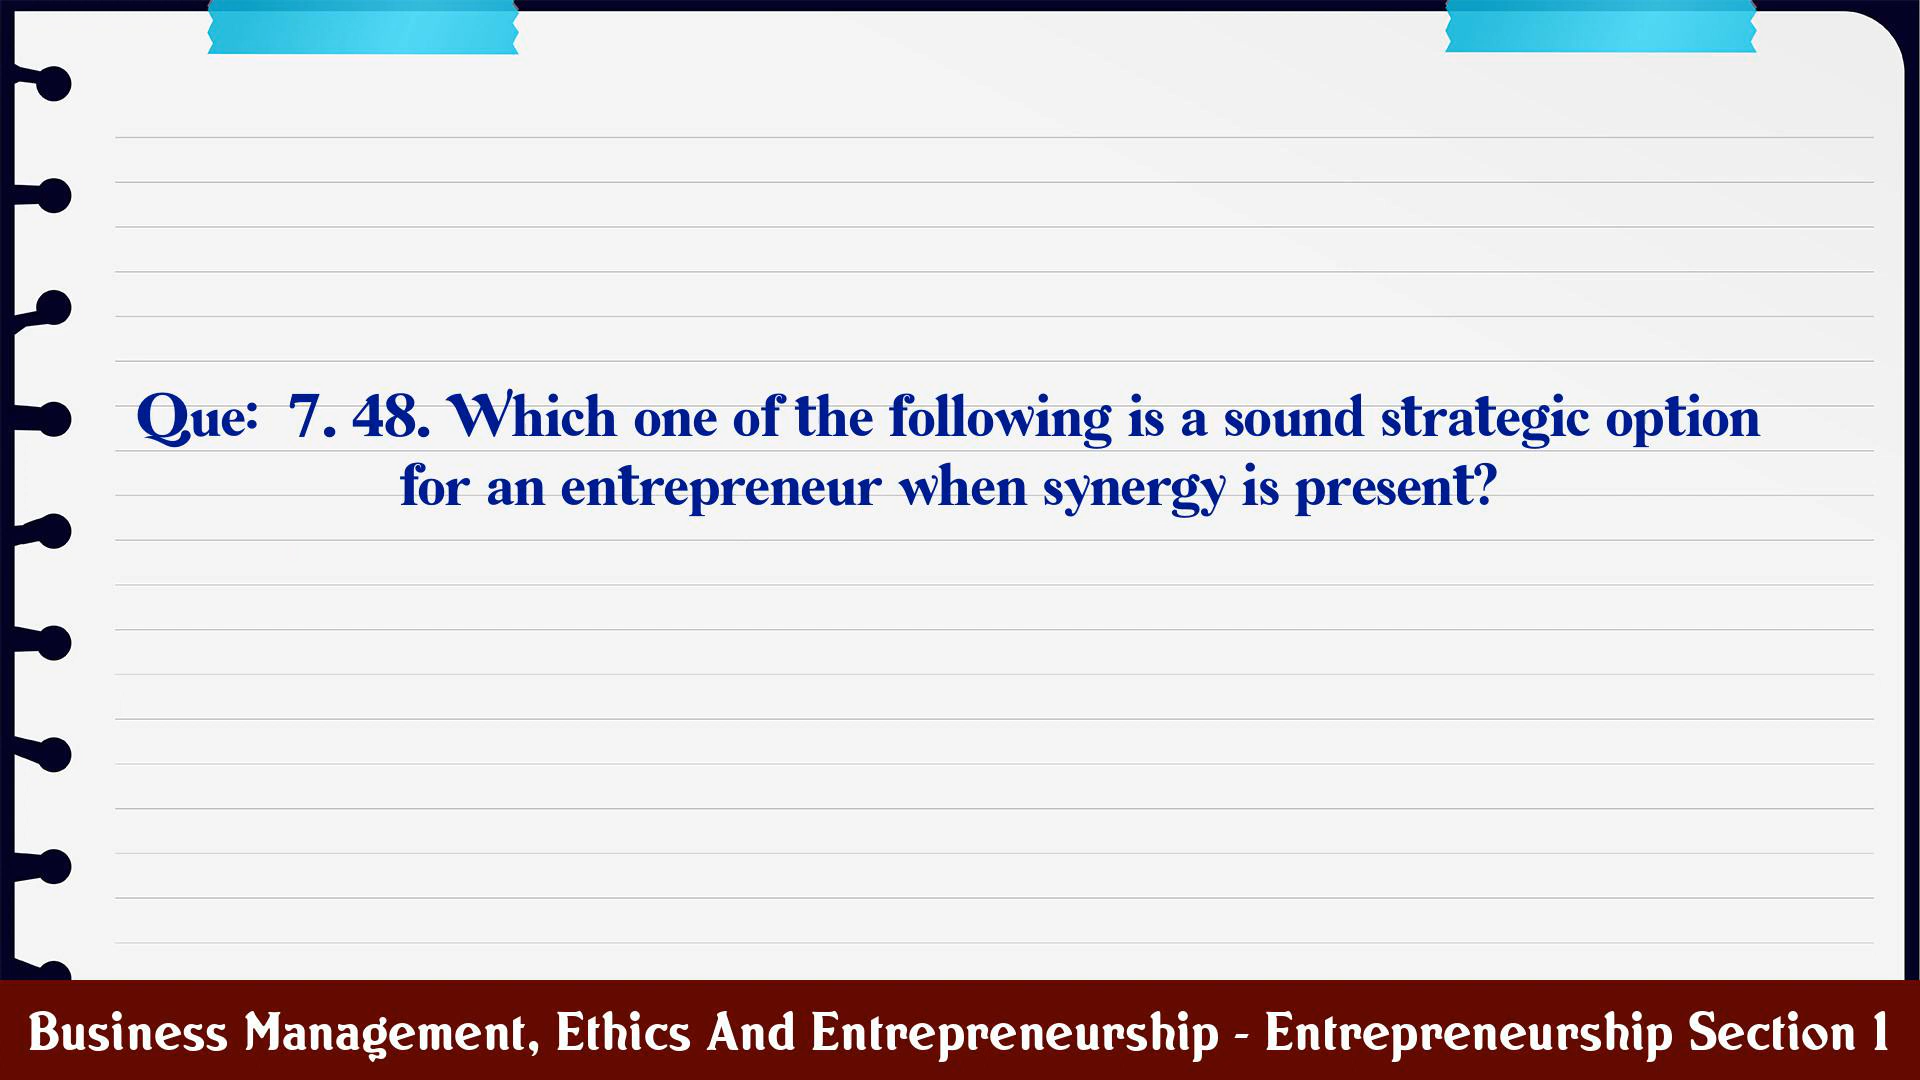 Que:  7. 48. Which one of the following is a sound strategic option
for an entrepreneur when synergy is present?
Business Management, Ethics And Entrepreneurship - Entrepreneurship Section 1